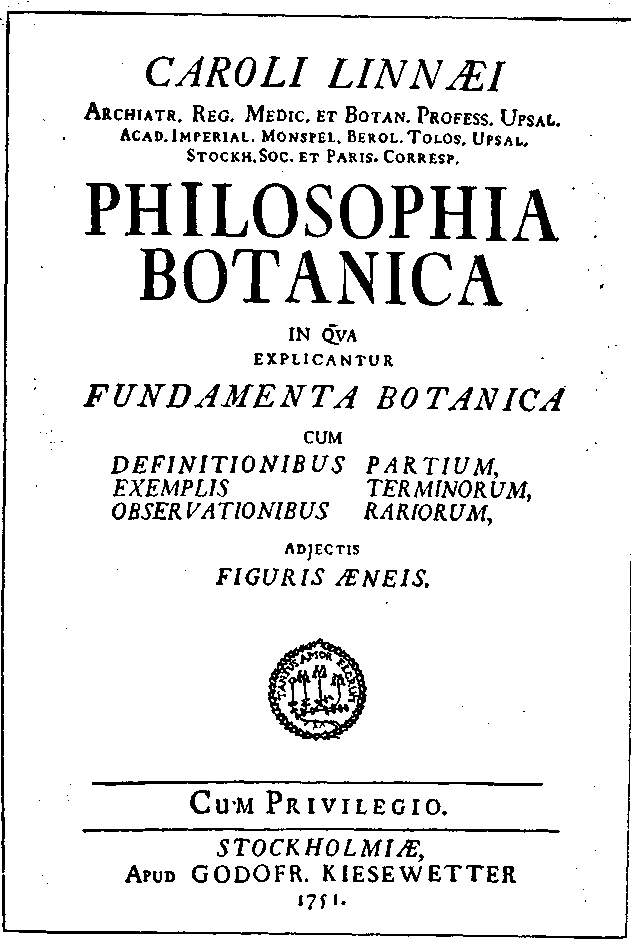 CAROLI LINNÆI
ARCHIATR. REG. MEDIC. ET BOTAN. PROFESS. UPSAL.
ACAD. IMPERIAL. MONSPEL. BEROL. TOLOS. UPSAL.
STOCKH. SOC. ET PARIS. CORRESP.
PHILOSOPHIA
BOTANICA
IN QVA
EXPLICANTUR
FUNDAMENTA BOTANICA
CUM
DEFINITIONIBUS PARTIUM,
EXEMPLIS TERMINORUM,
OBSERVATIONIBUS RARIORUM,
ADJECTIS
FIGURIS ÆNEIS.
TANTUS AMOR FLORUM
CUM PRIVILEGIO.
STOCKHOLMIÆ,
APUD GODOFR. KIESEWETTER
1751.